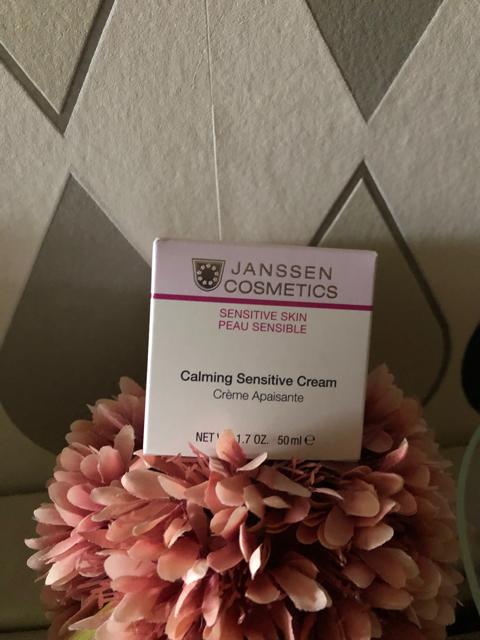 JANSSEN
COSMETICS
SENSITIVE SKIN
PEAU SENSIBLE
Calming Sensitive Cream
Crème Apaisante
NET 1.7 OZ. 50 ml ℮